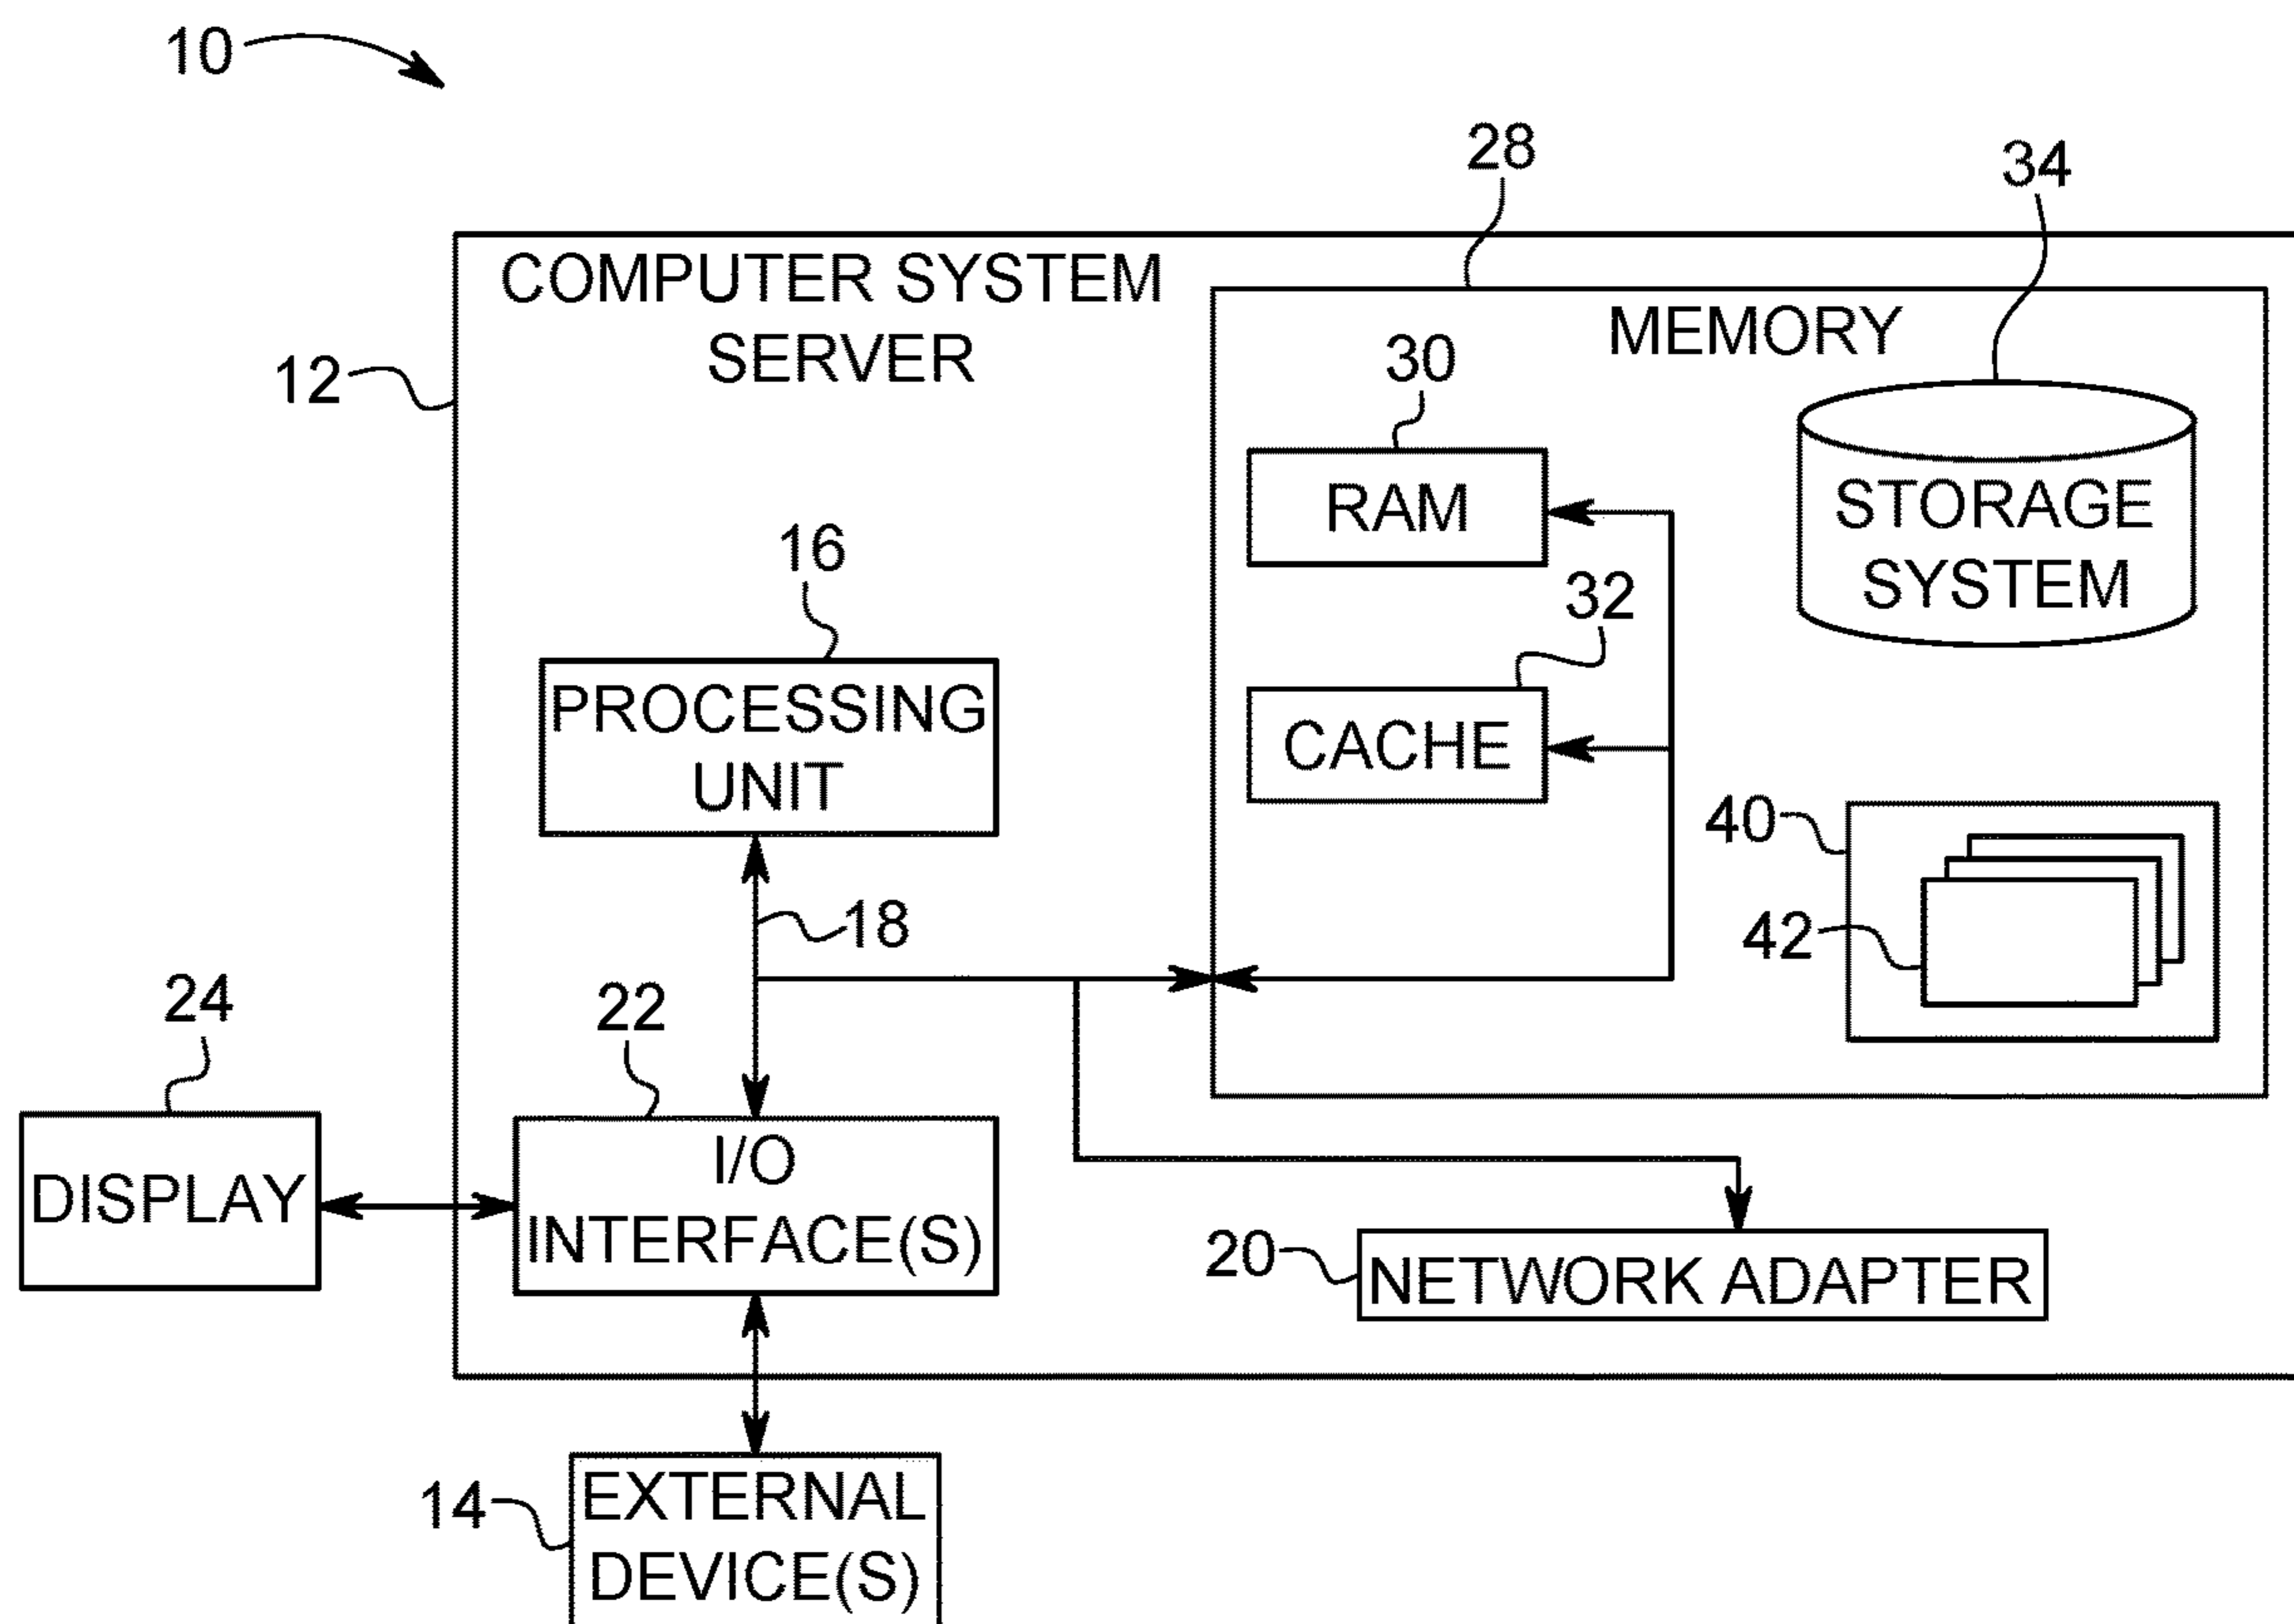 10
28
34
COMPUTER SYSTEM
SERVER
MEMORY
12
30
RAM
STORAGE
SYSTEM
16
32
PROCESSING
UNIT
CACHE
40
18
42
24
22
DISPLAY
I/O
INTERFACE(S)
20
NETWORK ADAPTER
14
EXTERNAL
DEVICE(S)